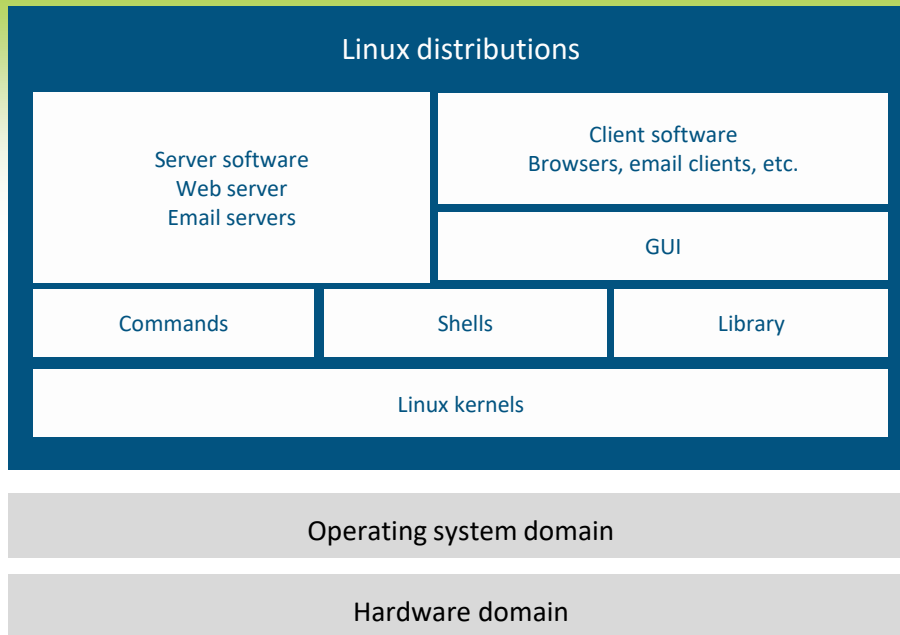 Linux distributions
Server software
Web server
Email servers
Client software
Browsers, email clients, etc.
GUI
Commands
Shells
Library
Linux kernels
Operating system domain
Hardware domain